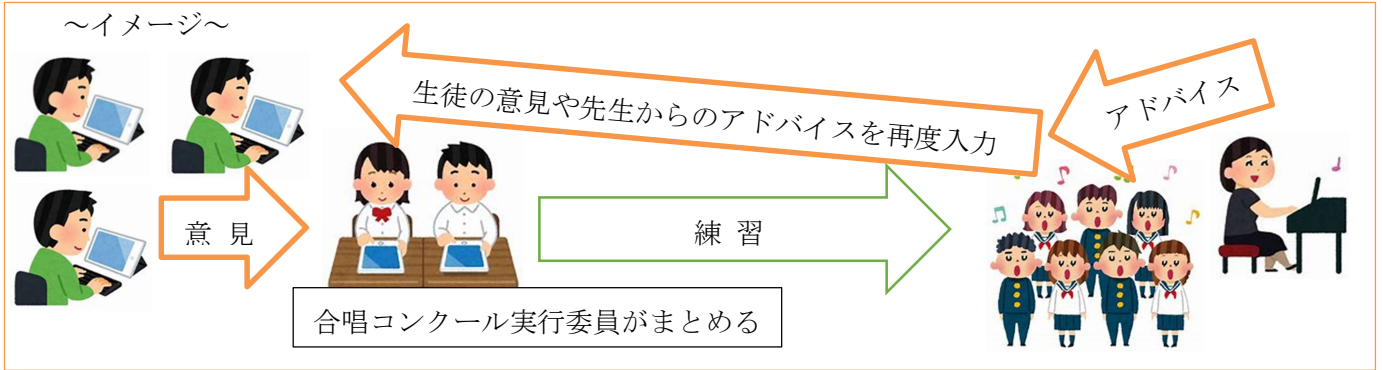 ～イメージ～
生徒の意見や先生からのアドバイスを再度入力
アドバイス
意 見
練 習
合唱コンクール実行委員がまとめる